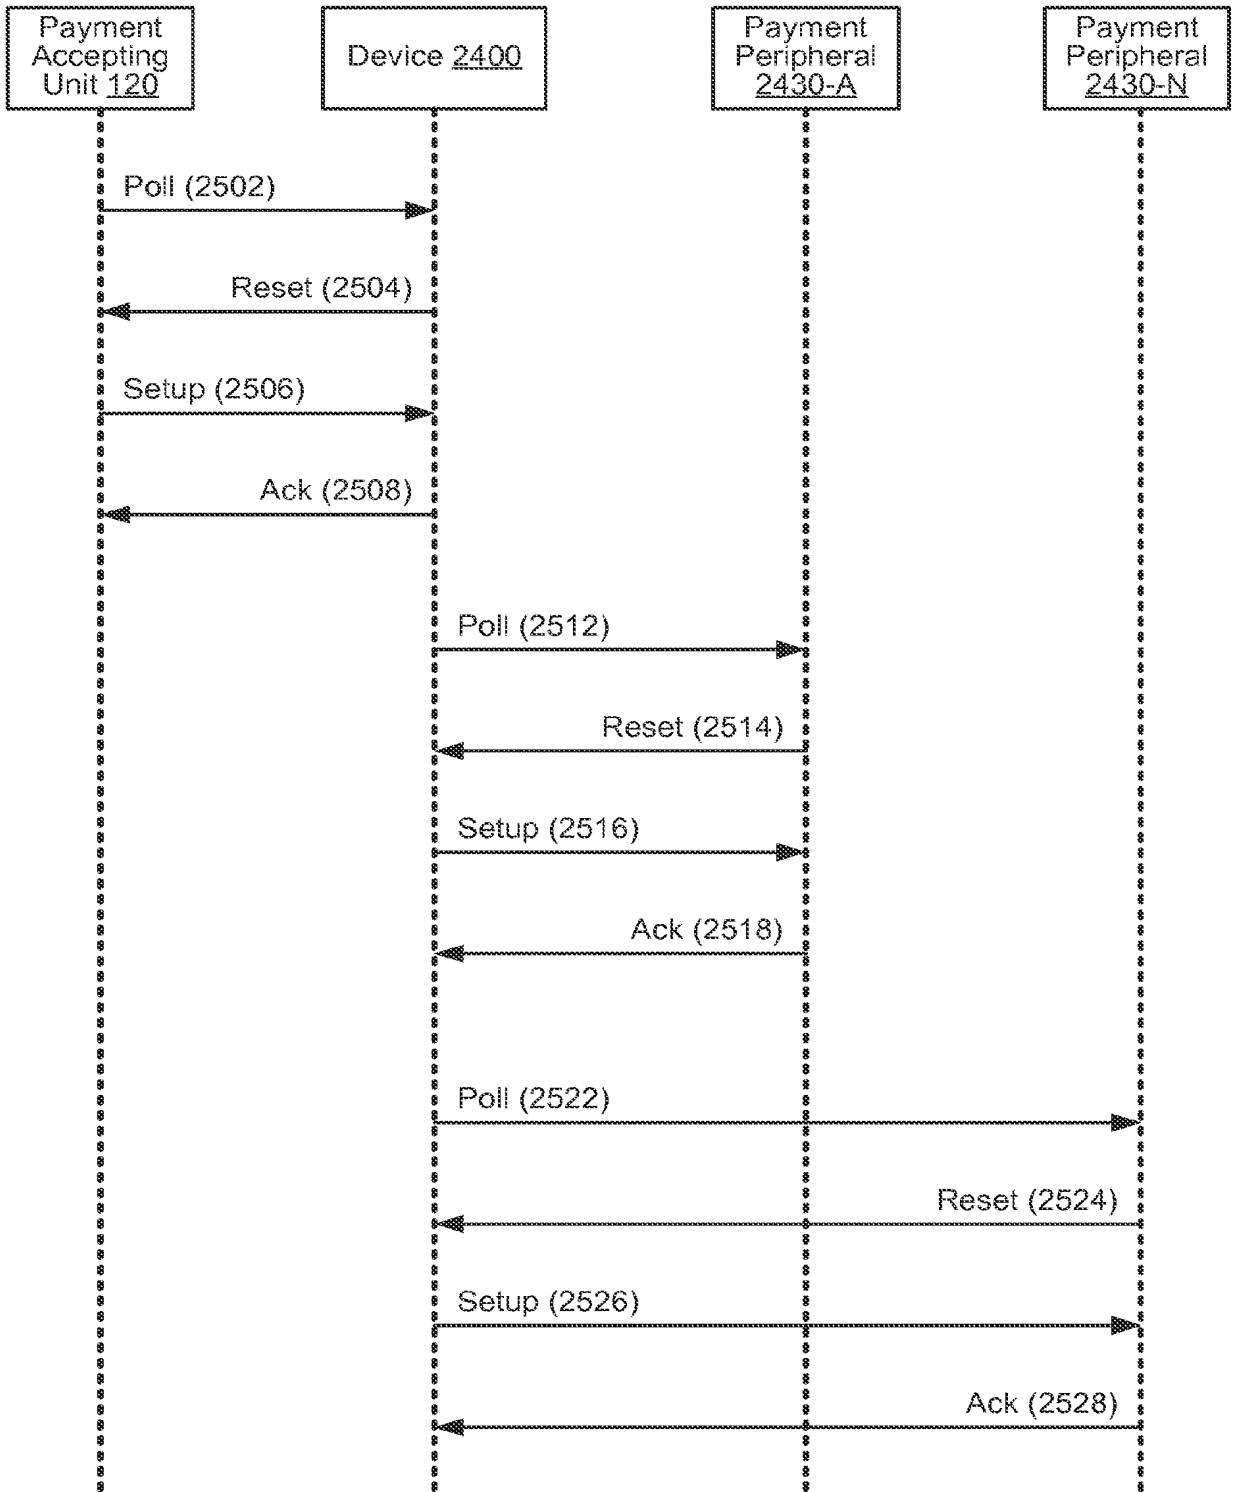 Payment
Accepting
Unit 120
Device 2400
Payment
Peripheral
2430-A
Payment
Peripheral
2430-N
Poll (2502)
Reset (2504)
Setup (2506)
Ack (2508)
Poll (2512)
Reset (2514)
Setup (2516)
Ack (2518)
Poll (2522)
Reset (2524)
Setup (2526)
Ack (2528)